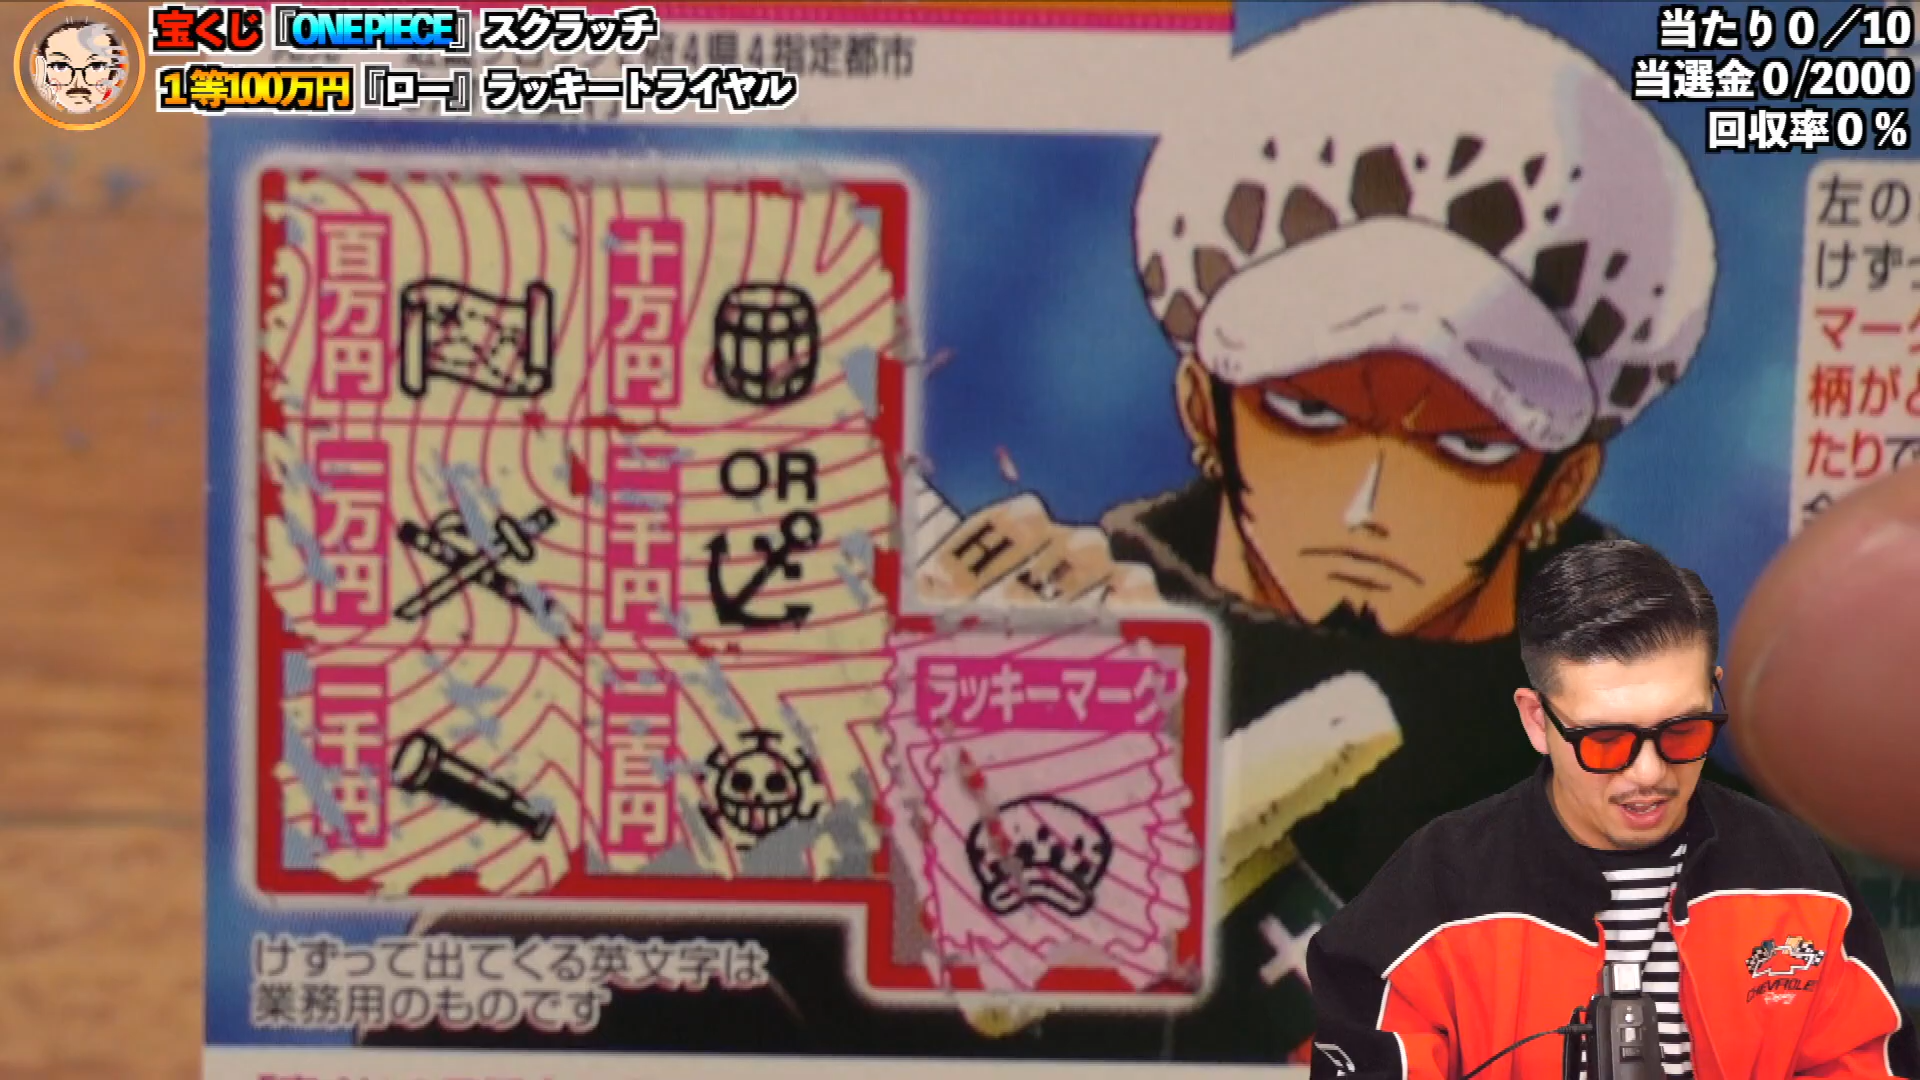 宝くじ『ONEPIECE』スクラッチ
1等100万円『ロー』ラッキートライヤル
当たり0/10
当選金0/2000
回収率0%
4県4指定都市
百万円
十万円
一万円
二千円
OR
一千円
二百円
ラッキーマーク
けずって出てくる英文字は
業務用のものです
左の
けずっ
マーク
柄がと
たりで
CHEVROLET